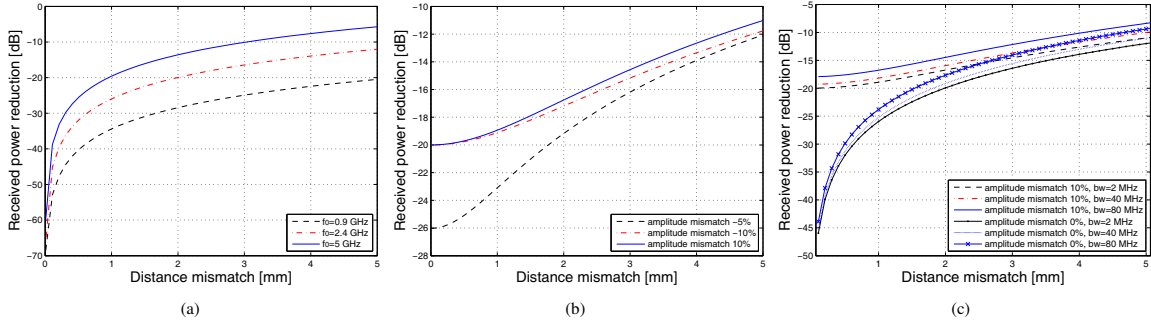 0
−10
−20
−30
−40
−50
−60
−70
0
1
2
3
4
5
Received power reduction [dB]
Distance mismatch [mm]
fo=0.9 GHz
fo=2.4 GHz
fo=5 GHz
(a)
−10
−12
−14
−16
−18
−20
−22
−24
−26
−28
0
1
2
3
4
5
Received power reduction [dB]
Distance mismatch [mm]
amplitude mismatch −5%
amplitude mismatch −10%
amplitude mismatch 10%
(b)
−5
−10
−15
−20
−25
−30
−35
−40
−45
−50
1
2
3
4
5
Received power reduction [dB]
Distance mismatch [mm]
amplitude mismatch 10%, bw=2 MHz
amplitude mismatch 10%, bw=40 MHz
amplitude mismatch 10%, bw=80 MHz
amplitude mismatch 0%, bw=2 MHz
amplitude mismatch 0%, bw=40 MHz
amplitude mismatch 0%, bw=80 MHz
(c)